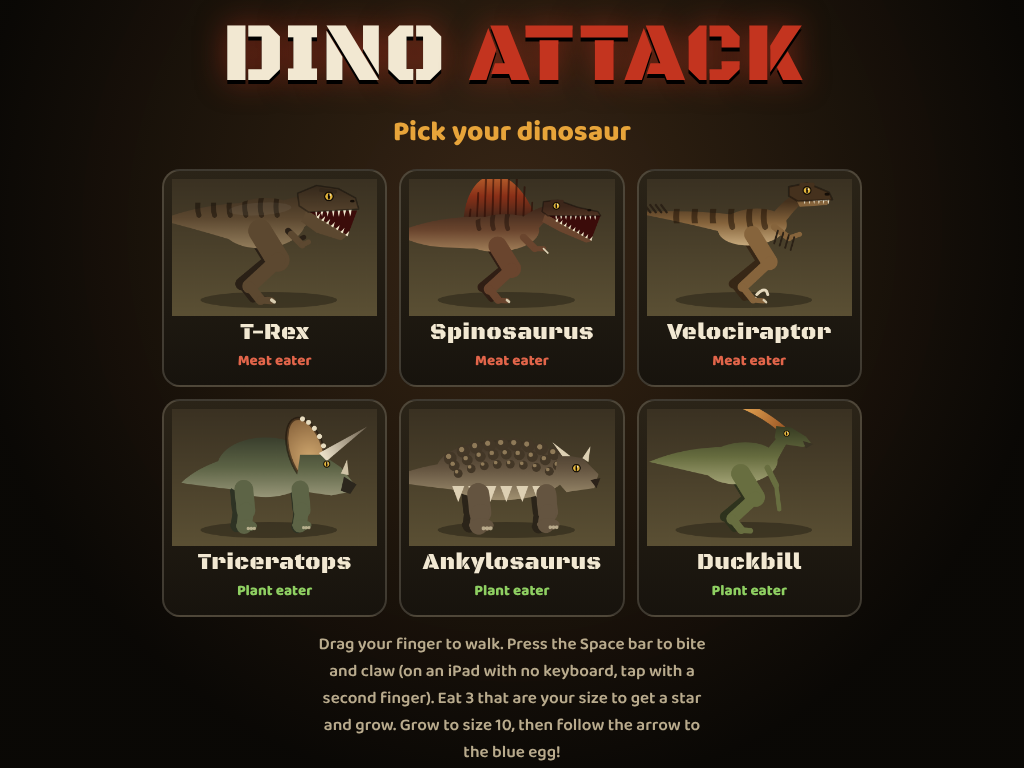 DINO ATTACK
Pick your dinosaur
T-Rex
Meat eater
Spinosaurus
Meat eater
Velociraptor
Meat eater
Triceratops
Plant eater
Ankylosaurus
Plant eater
Duckbill
Plant eater
Drag your finger to walk. Press the Space bar to bite
and claw (on an iPad with no keyboard, tap with a
second finger). Eat 3 that are your size to get a star
and grow. Grow to size 10, then follow the arrow to
the blue egg!